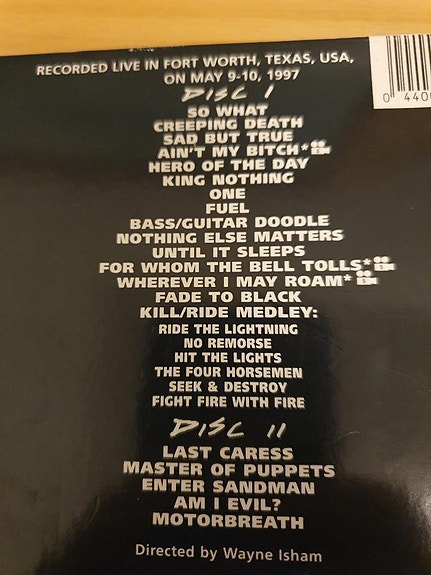 RECORDED LIVE IN FORT WORTH, TEXAS, USA,
ON MAY 9-10, 1997
DISC I
SO WHAT
CREEPING DEATH
SAD BUT TRUE
AIN'T MY BITCH*
HERO OF THE DAY
KING NOTHING
ONE
FUEL
BASS/GUITAR DOODLE
NOTHING ELSE MATTERS
UNTIL IT SLEEPS
FOR WHOM THE BELL TOLLS*
WHEREVER I MAY ROAM*
FADE TO BLACK
KILL/RIDE MEDLEY:
RIDE THE LIGHTNING
NO REMORSE
HIT THE LIGHTS
THE FOUR HORSEMEN
SEEK & DESTROY
FIGHT FIRE WITH FIRE
DISC II
LAST CARESS
MASTER OF PUPPETS
ENTER SANDMAN
AM I EVIL?
MOTORBREATH
Directed by Wayne Isham